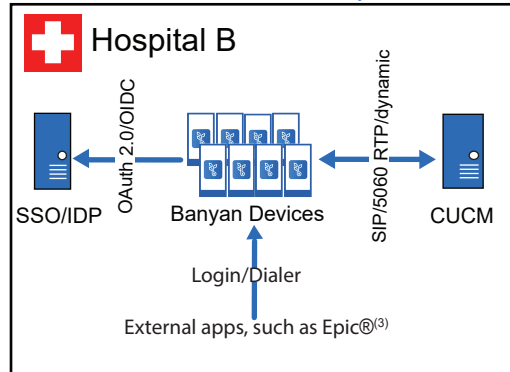 Hospital B
OAuth 2.0/OIDC
SIP/5060 RTP/dynamic
SSO/IDP
Banyan Devices
CUCM
Login/Dialer
External apps, such as Epic®(3)